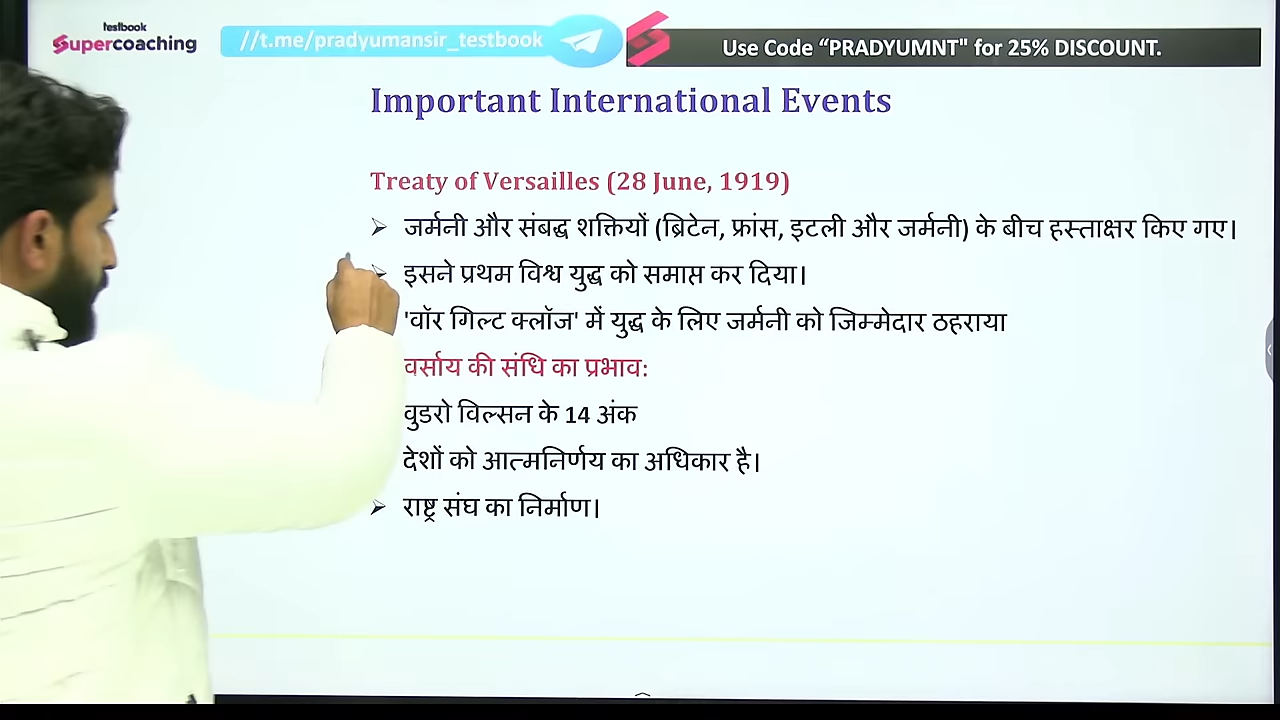 testbook
Supercoaching
//t.me/pradyumansir_testbook
Use Code “PRADYUMNT" for 25% DISCOUNT.
Important International Events
Treaty of Versailles (28 June, 1919)
जर्मनी और संबद्ध शक्तियों (ब्रिटेन, फ्रांस, इटली और जर्मनी) के बीच हस्ताक्षर किए गए।
इसने प्रथम विश्व युद्ध को समाप्त कर दिया।
'वॉर गिल्ट क्लॉज' में युद्ध के लिए जर्मनी को जिम्मेदार ठहराया
वर्साय की संधि का प्रभाव:
वुडरो विल्सन के 14 अंक
देशों को आत्मनिर्णय का अधिकार है।
राष्ट्र संघ का निर्माण।